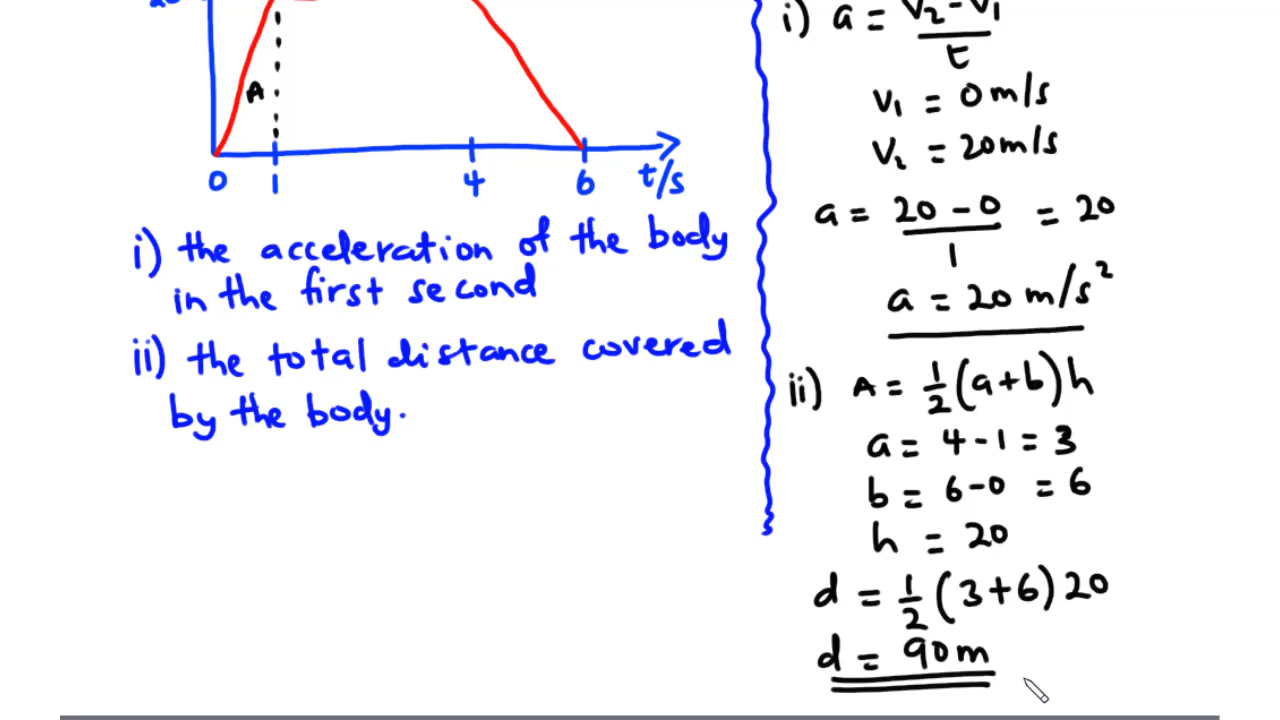 20
A
0 1 4 6 t/s
i) the acceleration of the body
in the first second
ii) the total distance covered
by the body.
i) a = V₂ - V₁
t
V₁ = 0 m/s
V₂ = 20 m/s
a = 20 - 0 = 20
1
a = 20 m/s²
ii) A = ½(a+b)h
a = 4 - 1 = 3
b = 6 - 0 = 6
h = 20
d = ½(3+6)20
d = 90m